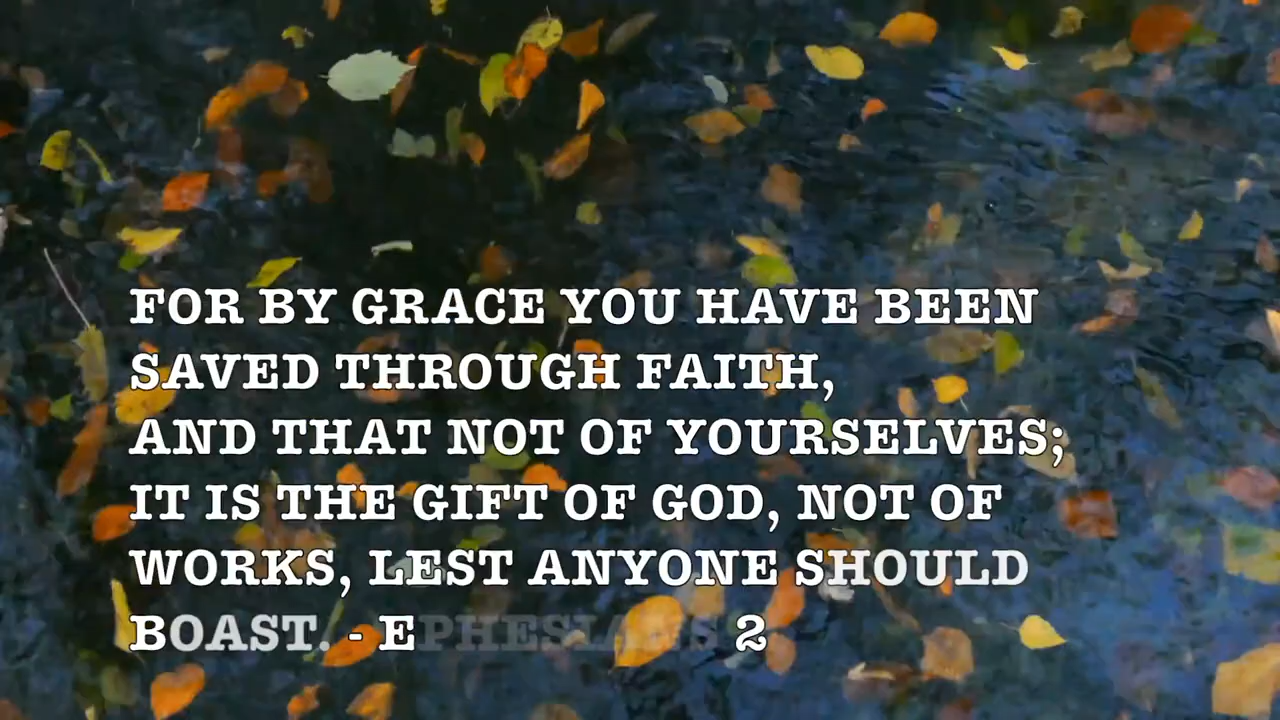 FOR BY GRACE YOU HAVE BEEN
SAVED THROUGH FAITH,
AND THAT NOT OF YOURSELVES;
IT IS THE GIFT OF GOD, NOT OF
WORKS, LEST ANYONE SHOULD
BOAST. - EPHESIANS 2